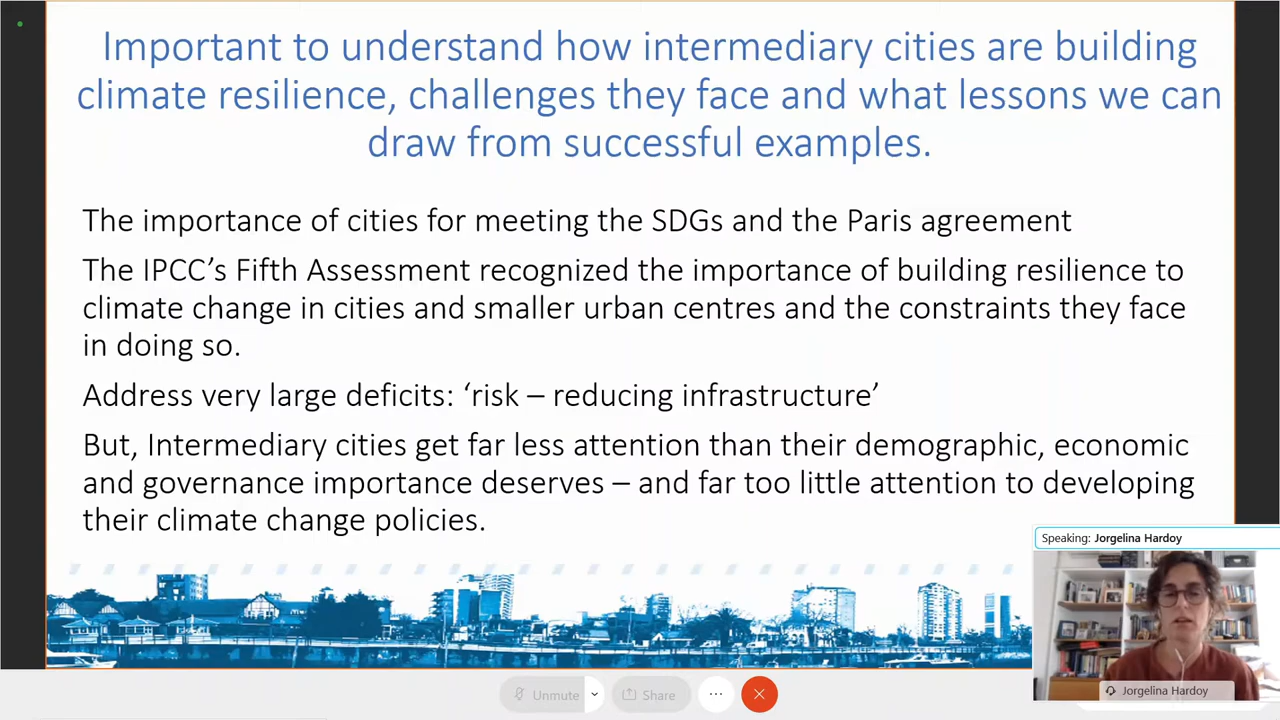 Important to understand how intermediary cities are building
climate resilience, challenges they face and what lessons we can
draw from successful examples.
The importance of cities for meeting the SDGs and the Paris agreement
The IPCC’s Fifth Assessment recognized the importance of building resilience to
climate change in cities and smaller urban centres and the constraints they face
in doing so.
Address very large deficits: ‘risk – reducing infrastructure’
But, Intermediary cities get far less attention than their demographic, economic
and governance importance deserves – and far too little attention to developing
their climate change policies.
Speaking: Jorgelina Hardoy
Jorgelina Hardoy
Unmute
Share